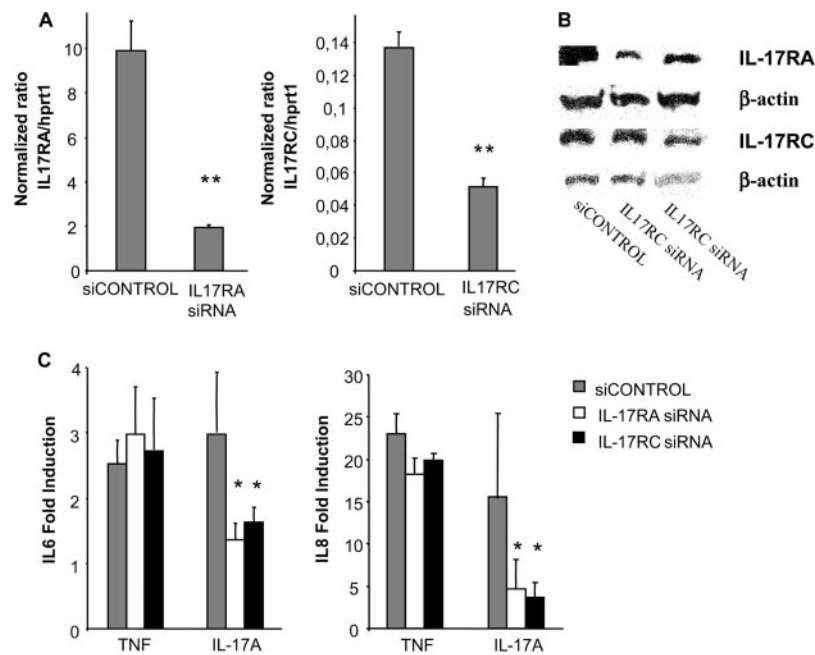 A
Normalized ratio
IL17RA/hprt1
10
8
6
4
2
0
**
siCONTROL
IL17RA
siRNA
Normalized ratio
IL17RC/hprt1
0,14
0,12
0,1
0,08
0,06
0,04
0,02
0
**
siCONTROL
IL17RC
siRNA
B
IL-17RA
β-actin
IL-17RC
β-actin
siCONTROL
IL17RC siRNA
IL17RC siRNA
C
IL6 Fold Induction
4
3
2
1
0
* *
TNF
IL-17A
IL8 Fold Induction
30
25
20
15
10
5
0
* *
TNF
IL-17A
siCONTROL
IL-17RA siRNA
IL-17RC siRNA